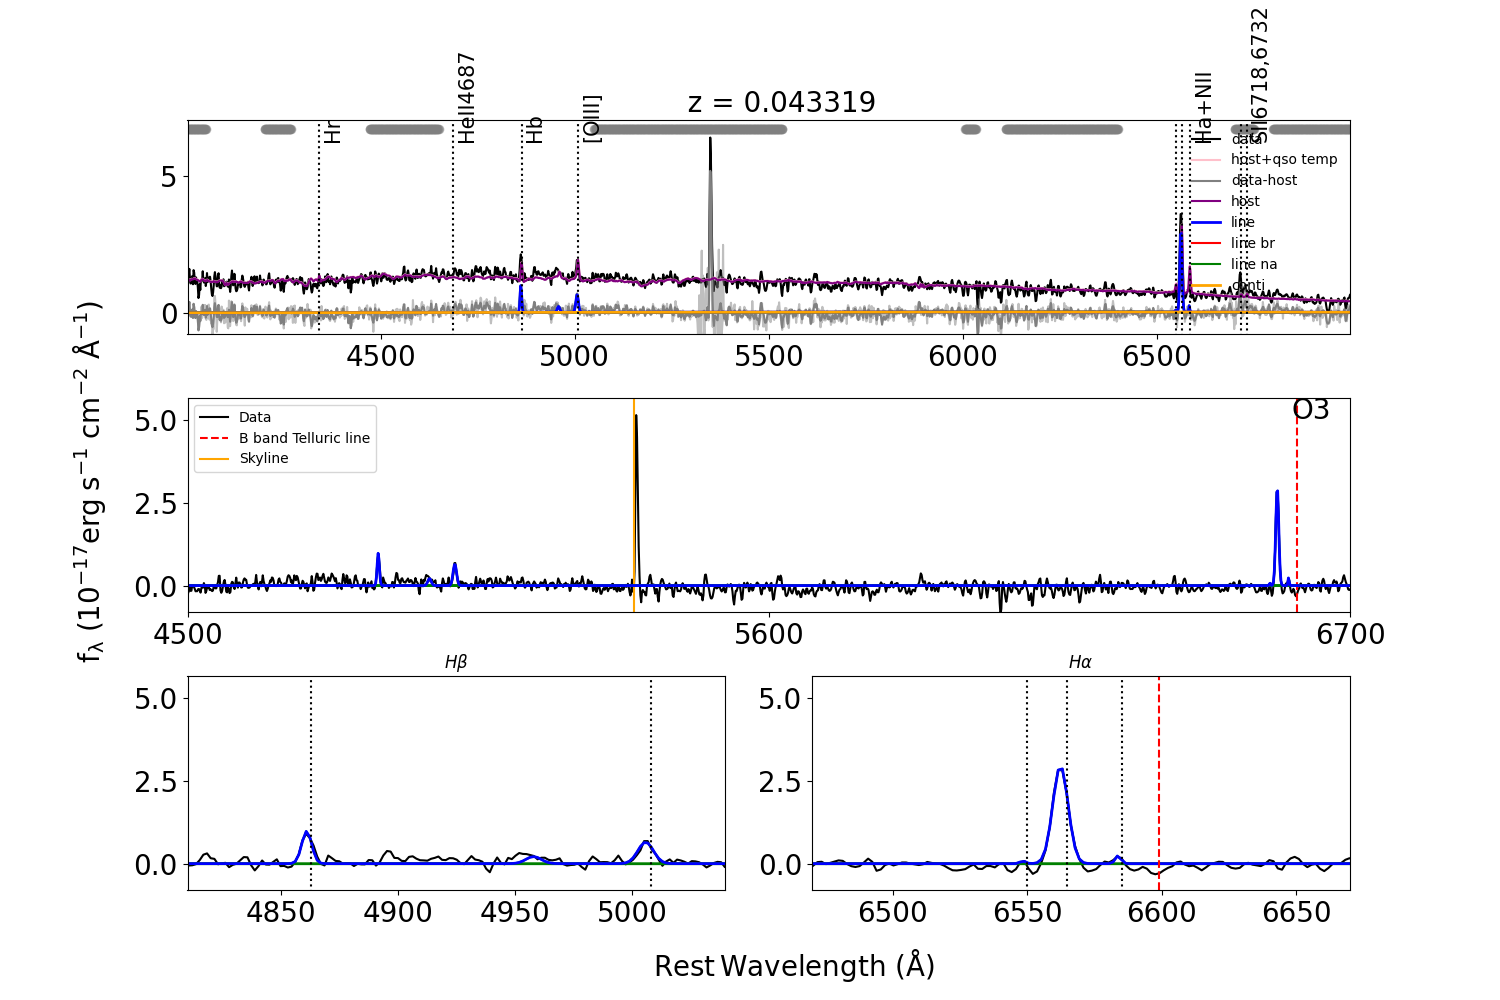 z = 0.043319
Hr
HeII4687
Hb
[OIII]
Ha+NII
SII6718,6732
data
host+qso temp
data-host
host
line
line br
line na
conti
5
0
4500
5000
5500
6000
6500
Data
B band Telluric line
Skyline
O3
5.0
2.5
0.0
4500
5600
6700
fλ (10⁻¹⁷erg s⁻¹ cm⁻² Å⁻¹)
Hβ
5.0
2.5
0.0
4850
4900
4950
5000
Hα
5.0
2.5
0.0
6500
6550
6600
6650
Rest Wavelength (Å)